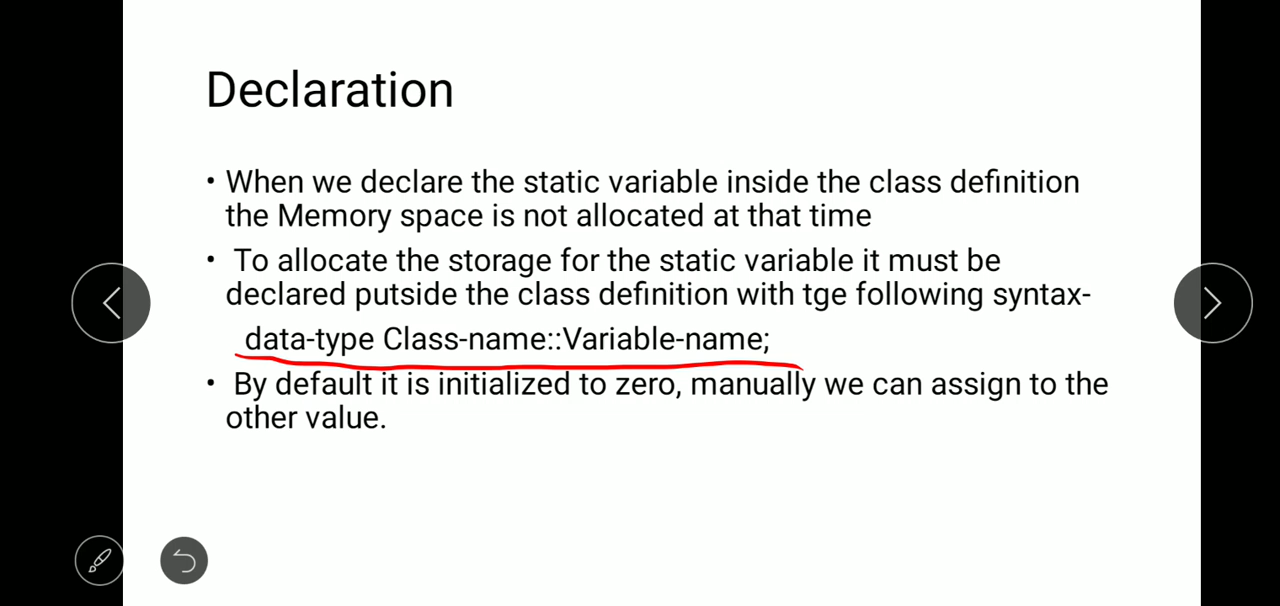 Declaration
• When we declare the static variable inside the class definition
the Memory space is not allocated at that time
• To allocate the storage for the static variable it must be
declared putside the class definition with tge following syntax-
data-type Class-name::Variable-name;
• By default it is initialized to zero, manually we can assign to the
other value.